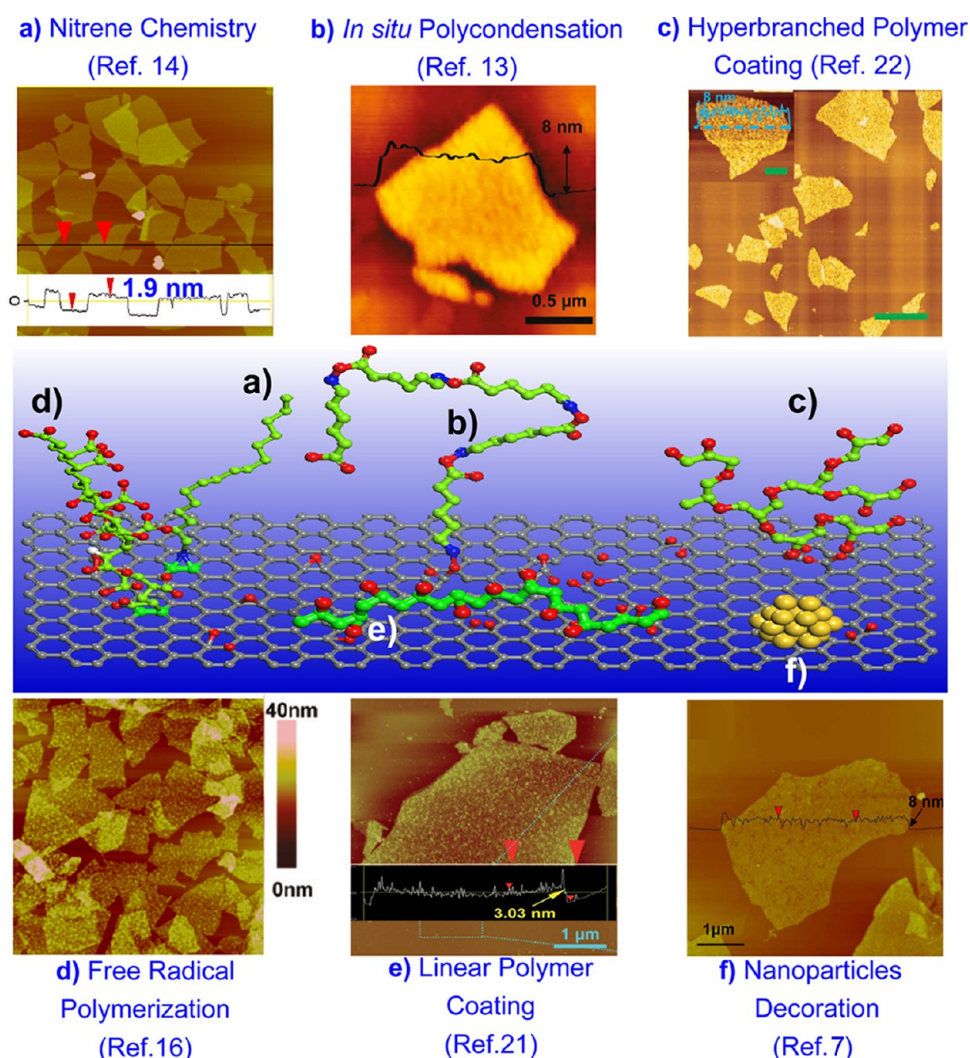 a) Nitrene Chemistry
(Ref. 14)
b) In situ Polycondensation
(Ref. 13)
c) Hyperbranched Polymer
Coating (Ref. 22)
1.9 nm
0
8 nm
0.5 µm
8 nm
d)
a)
b)
c)
e)
f)
40nm
0nm
3.03 nm
1 µm
8 nm
1µm
d) Free Radical
Polymerization
(Ref.16)
e) Linear Polymer
Coating
(Ref.21)
f) Nanoparticles
Decoration
(Ref.7)